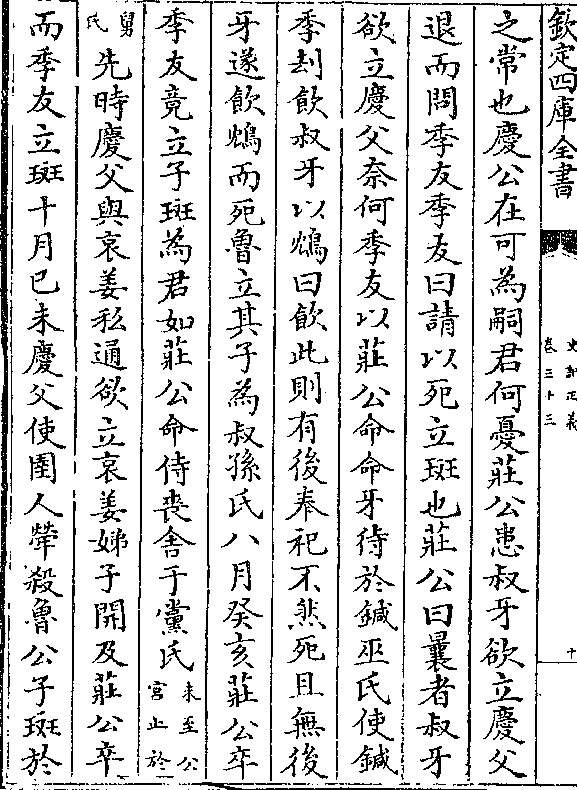 欽定四庫全書
史記正義
卷三十三
十
之常也慶父在可為嗣君何憂莊公患叔牙欲立慶父
退而問季友季友曰請以死立斑也莊公曰曩者叔牙
欲立慶父奈何季友以莊公命命牙待於鍼巫氏使鍼
季刦飲叔牙以鴆曰飲此則有後奉祀不然死且無後
牙遂飲鴆而死魯立其子為叔孫氏八月癸亥莊公卒
季友竟立子斑為君如莊公命侍喪舍于黨氏未至公宮止於
舅氏先時慶父與哀姜私通欲立哀姜娣子開及莊公卒
而季友立斑十月己未慶父使圉人犖殺魯公子斑於